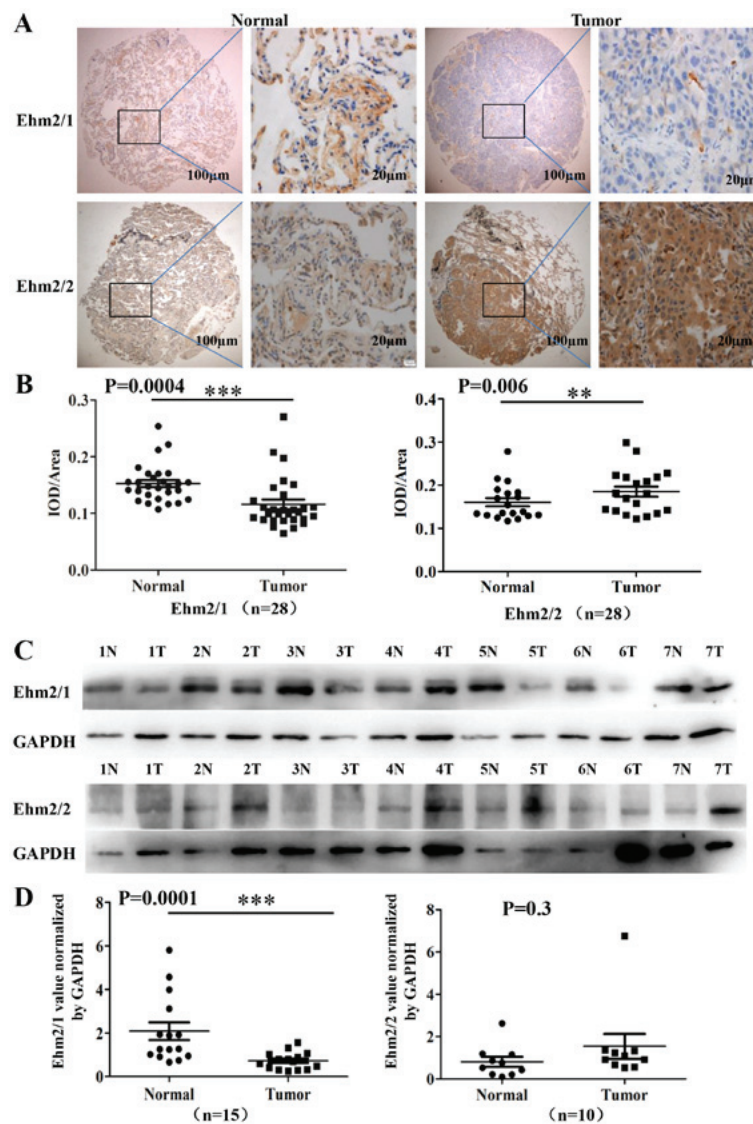 A
Normal
Tumor
Ehm2/1
100μm
20μm
100μm
20μm
Ehm2/2
100μm
20μm
100μm
20μm
B
P=0.0004
***
0.3
0.2
0.1
0.0
IOD/Area
Normal
Tumor
Ehm2/1 (n=28)
P=0.006
**
0.4
0.3
0.2
0.1
0.0
IOD/Area
Normal
Tumor
Ehm2/2 (n=28)
C
1N 1T 2N 2T 3N 3T 4N 4T 5N 5T 6N 6T 7N 7T
Ehm2/1
GAPDH
1N 1T 2N 2T 3N 3T 4N 4T 5N 5T 6N 6T 7N 7T
Ehm2/2
GAPDH
D
P=0.0001
***
8
6
4
2
0
Ehm2/1 value normalized
by GAPDH
Normal
Tumor
(n=15)
P=0.3
8
6
4
2
0
Ehm2/2 value normalized
by GAPDH
Normal
Tumor
(n=10)